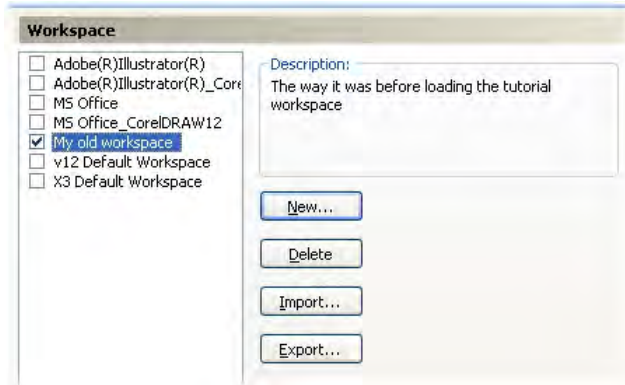 Workspace
Adobe(R)Illustrator(R)
Adobe(R)Illustrator(R)_Core
MS Office
MS Office_CorelDRAW12
My old workspace
v12 Default Workspace
X3 Default Workspace
Description:
The way it was before loading the tutorial
workspace
New...
Delete
Import...
Export...